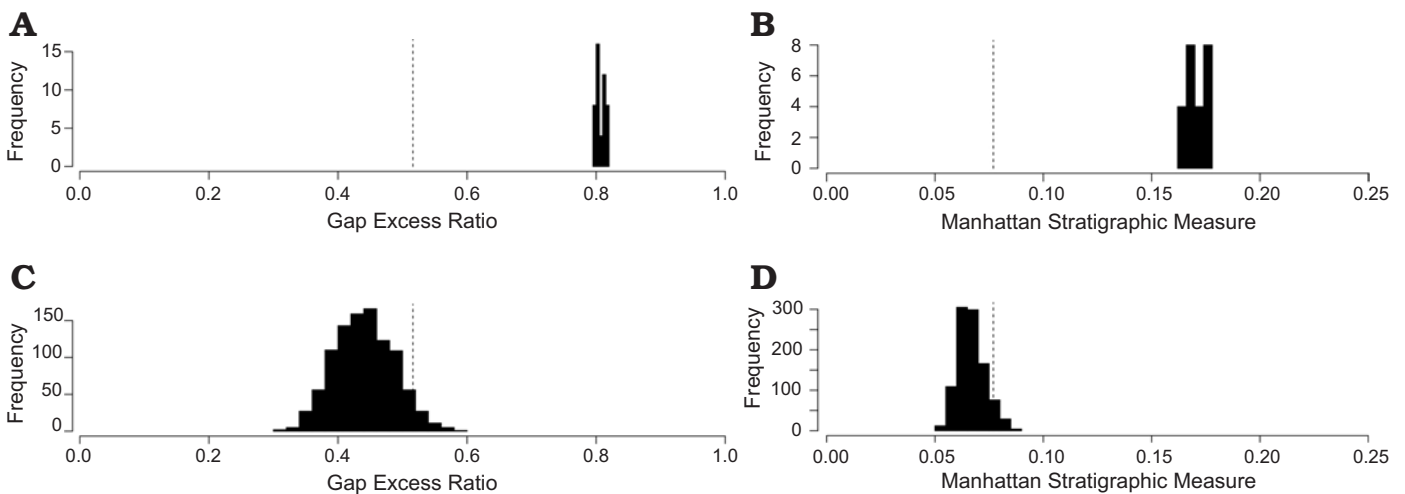 A
Frequency
15
10
5
0
0.0 0.2 0.4 0.6 0.8 1.0
Gap Excess Ratio
B
Frequency
8
6
4
2
0
0.00 0.05 0.10 0.15 0.20 0.25
Manhattan Stratigraphic Measure
C
Frequency
150
100
50
0
0.0 0.2 0.4 0.6 0.8 1.0
Gap Excess Ratio
D
Frequency
300
200
100
0
0.00 0.05 0.10 0.15 0.20 0.25
Manhattan Stratigraphic Measure